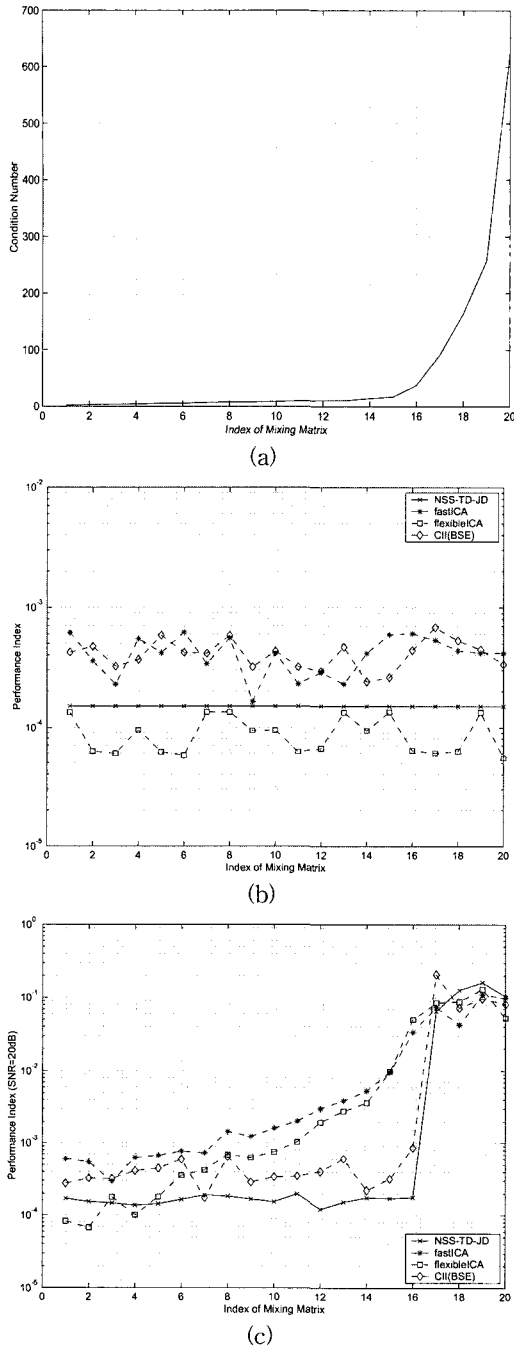 700
600
500
400
300
200
100
0
Condition Number
0 2 4 6 8 10 12 14 16 18 20
Index of Mixing Matrix
(a)
10^-2
10^-3
10^-4
10^-5
Performance Index
NSS-TD-JD
fastICA
flexibleICA
CII(BSE)
0 2 4 6 8 10 12 14 16 18 20
Index of Mixing Matrix
(b)
10^0
10^-1
10^-2
10^-3
10^-4
10^-5
Performance Index (SNR=20dB)
NSS-TD-JD
fastICA
flexibleICA
CII(BSE)
0 2 4 6 8 10 12 14 16 18 20
Index of Mixing Matrix
(c)